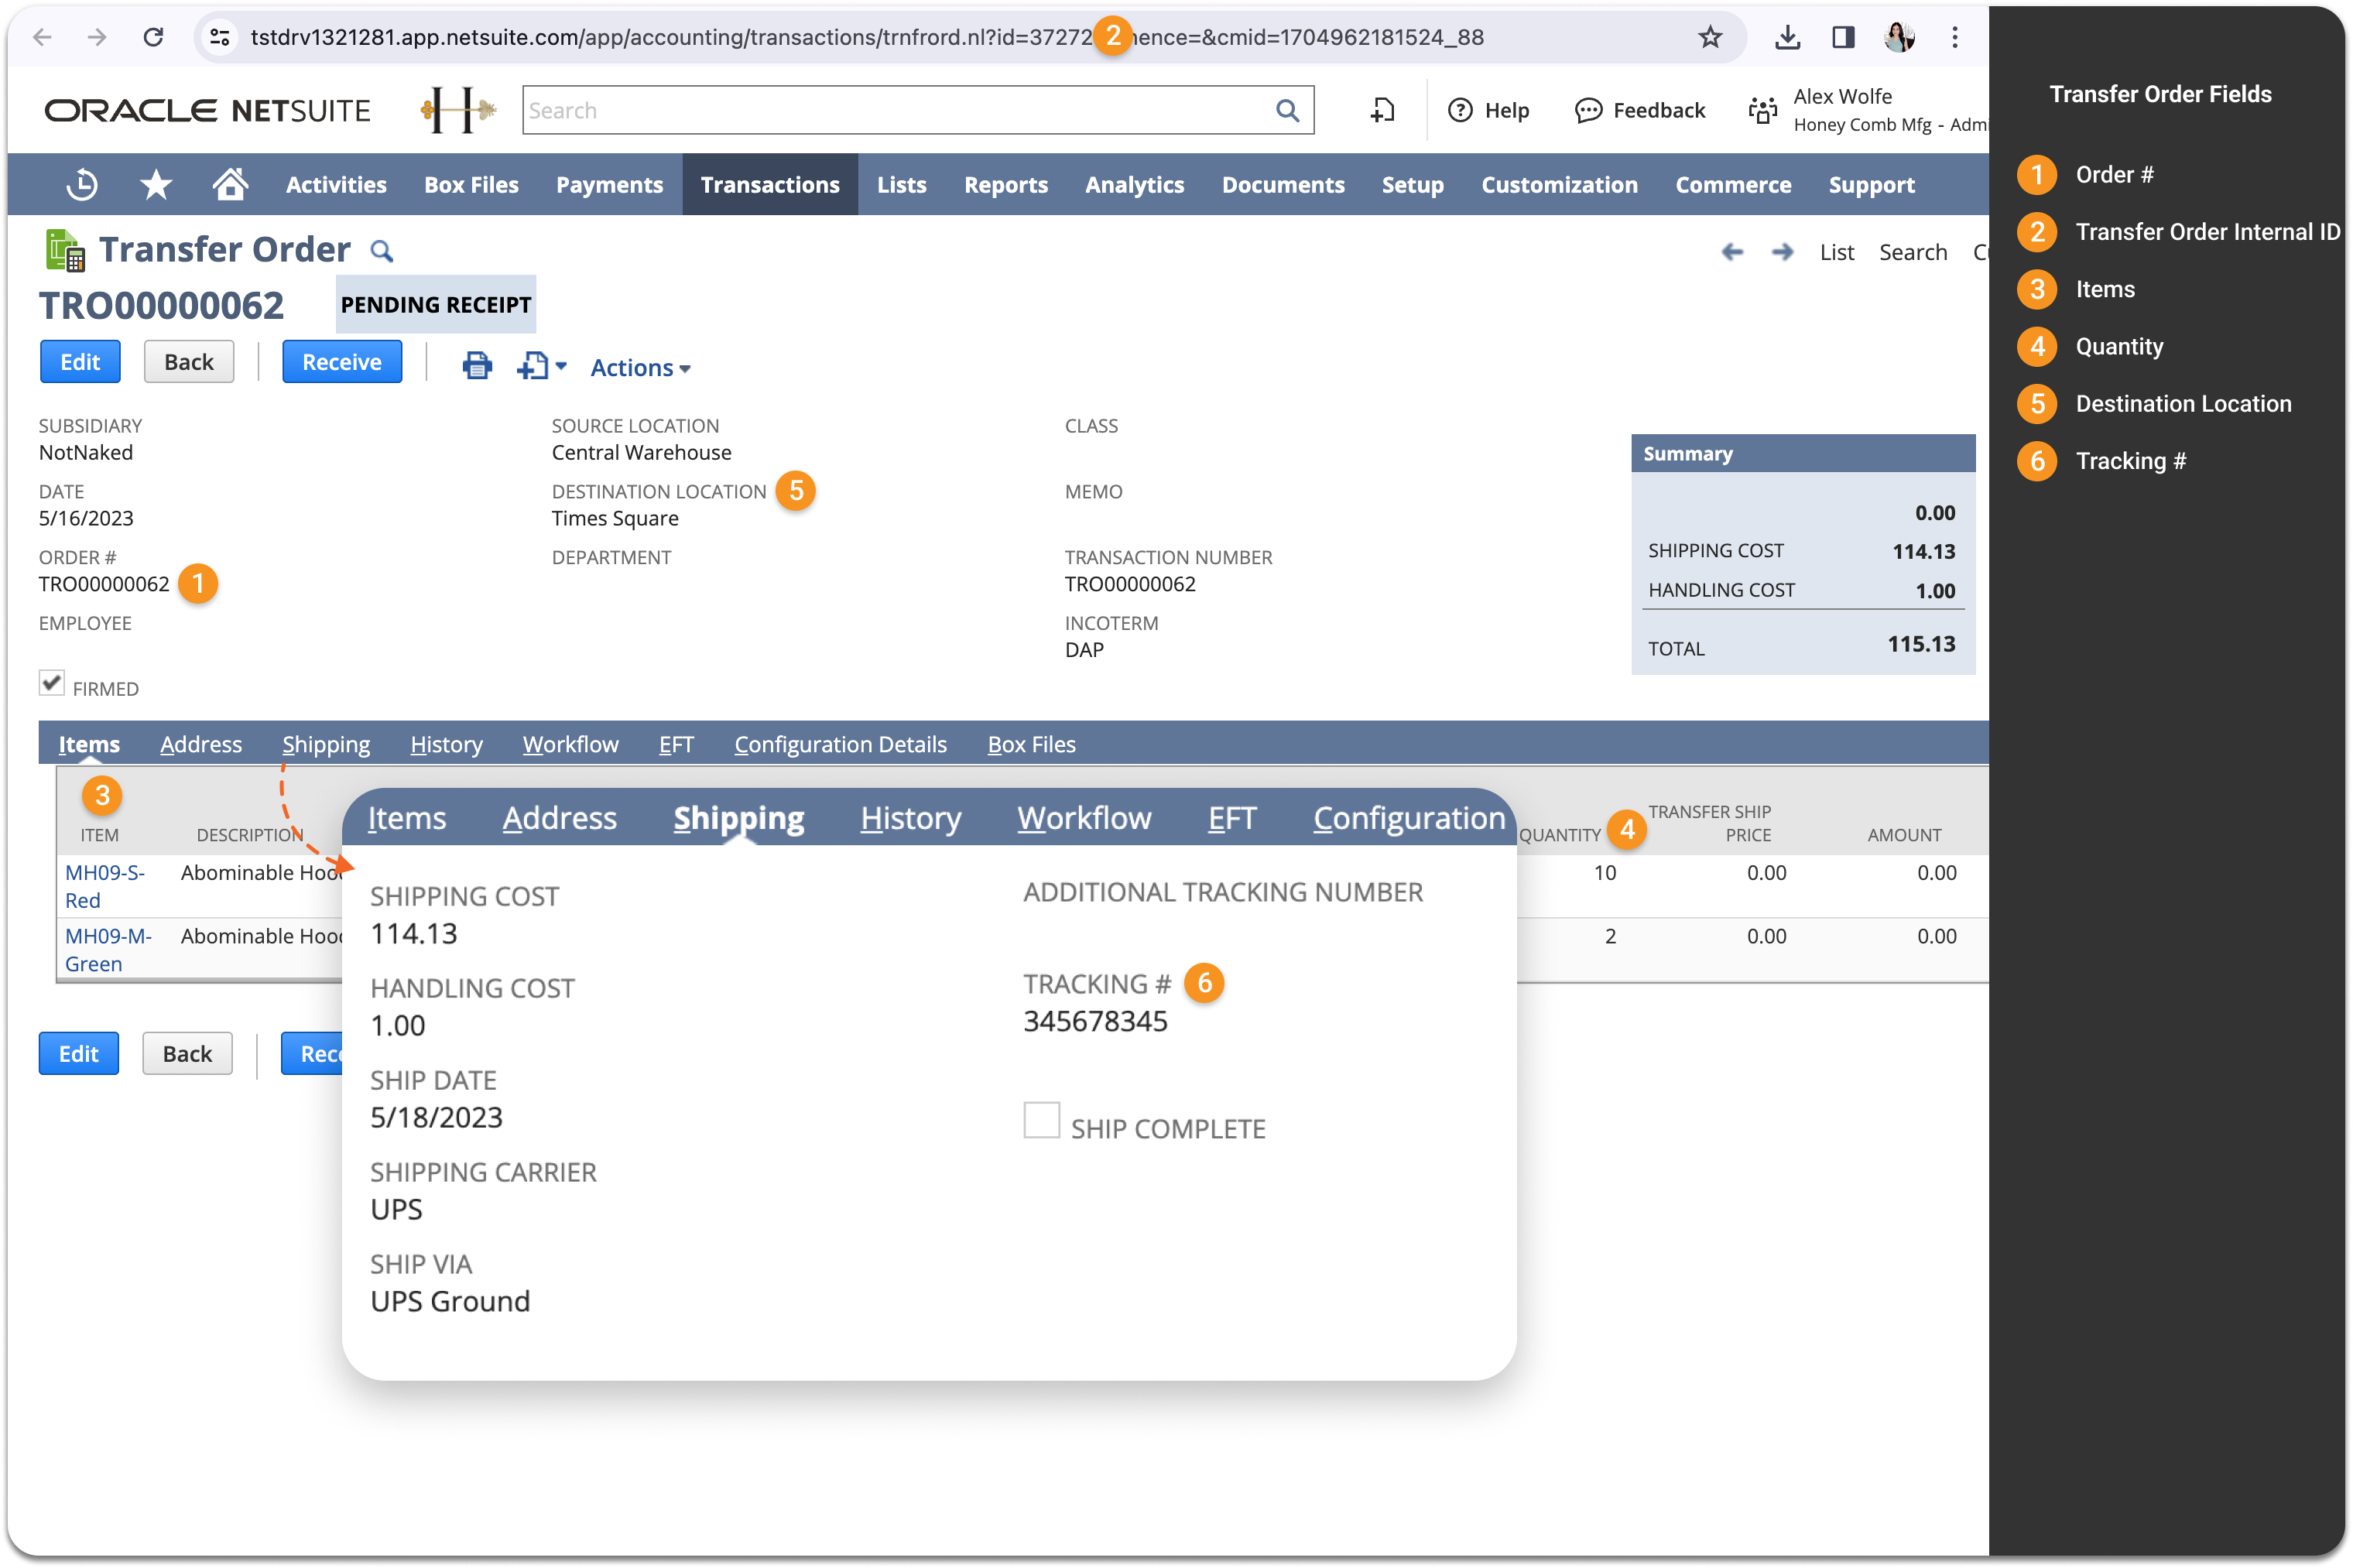 tstdrv1321281.app.netsuite.com/app/accounting/transactions/trnfrord.nl?id=37272 2 hence=&cmid=1704962181524_88
ORACLE NETSUITE
H
Search
Help
Feedback
Alex Wolfe
Honey Comb Mfg - Admi
Activities Box Files Payments Transactions Lists Reports Analytics Documents Setup Customization Commerce Support
Transfer Order
List Search
TRO00000062 PENDING RECEIPT
Edit Back Receive Actions
SUBSIDIARY
NotNaked
DATE
5/16/2023
ORDER #
TRO00000062 1
EMPLOYEE
FIRMED
SOURCE LOCATION
Central Warehouse
DESTINATION LOCATION 5
Times Square
DEPARTMENT
CLASS
MEMO
TRANSACTION NUMBER
TRO00000062
INCOTERM
DAP
Summary
0.00
SHIPPING COST 114.13
HANDLING COST 1.00
TOTAL 115.13
Items Address Shipping History Workflow EFT Configuration Details Box Files
3
ITEM DESCRIPTION QUANTITY 4 TRANSFER SHIP PRICE AMOUNT
MH09-S-Red Abominable Hood 10 0.00 0.00
MH09-M-Green Abominable Hood 2 0.00 0.00
Edit Back Rece
Items Address Shipping History Workflow EFT Configuration
SHIPPING COST
114.13
HANDLING COST
1.00
SHIP DATE
5/18/2023
SHIPPING CARRIER
UPS
SHIP VIA
UPS Ground
ADDITIONAL TRACKING NUMBER
TRACKING # 6
345678345
SHIP COMPLETE
Transfer Order Fields
1 Order #
2 Transfer Order Internal ID
3 Items
4 Quantity
5 Destination Location
6 Tracking #